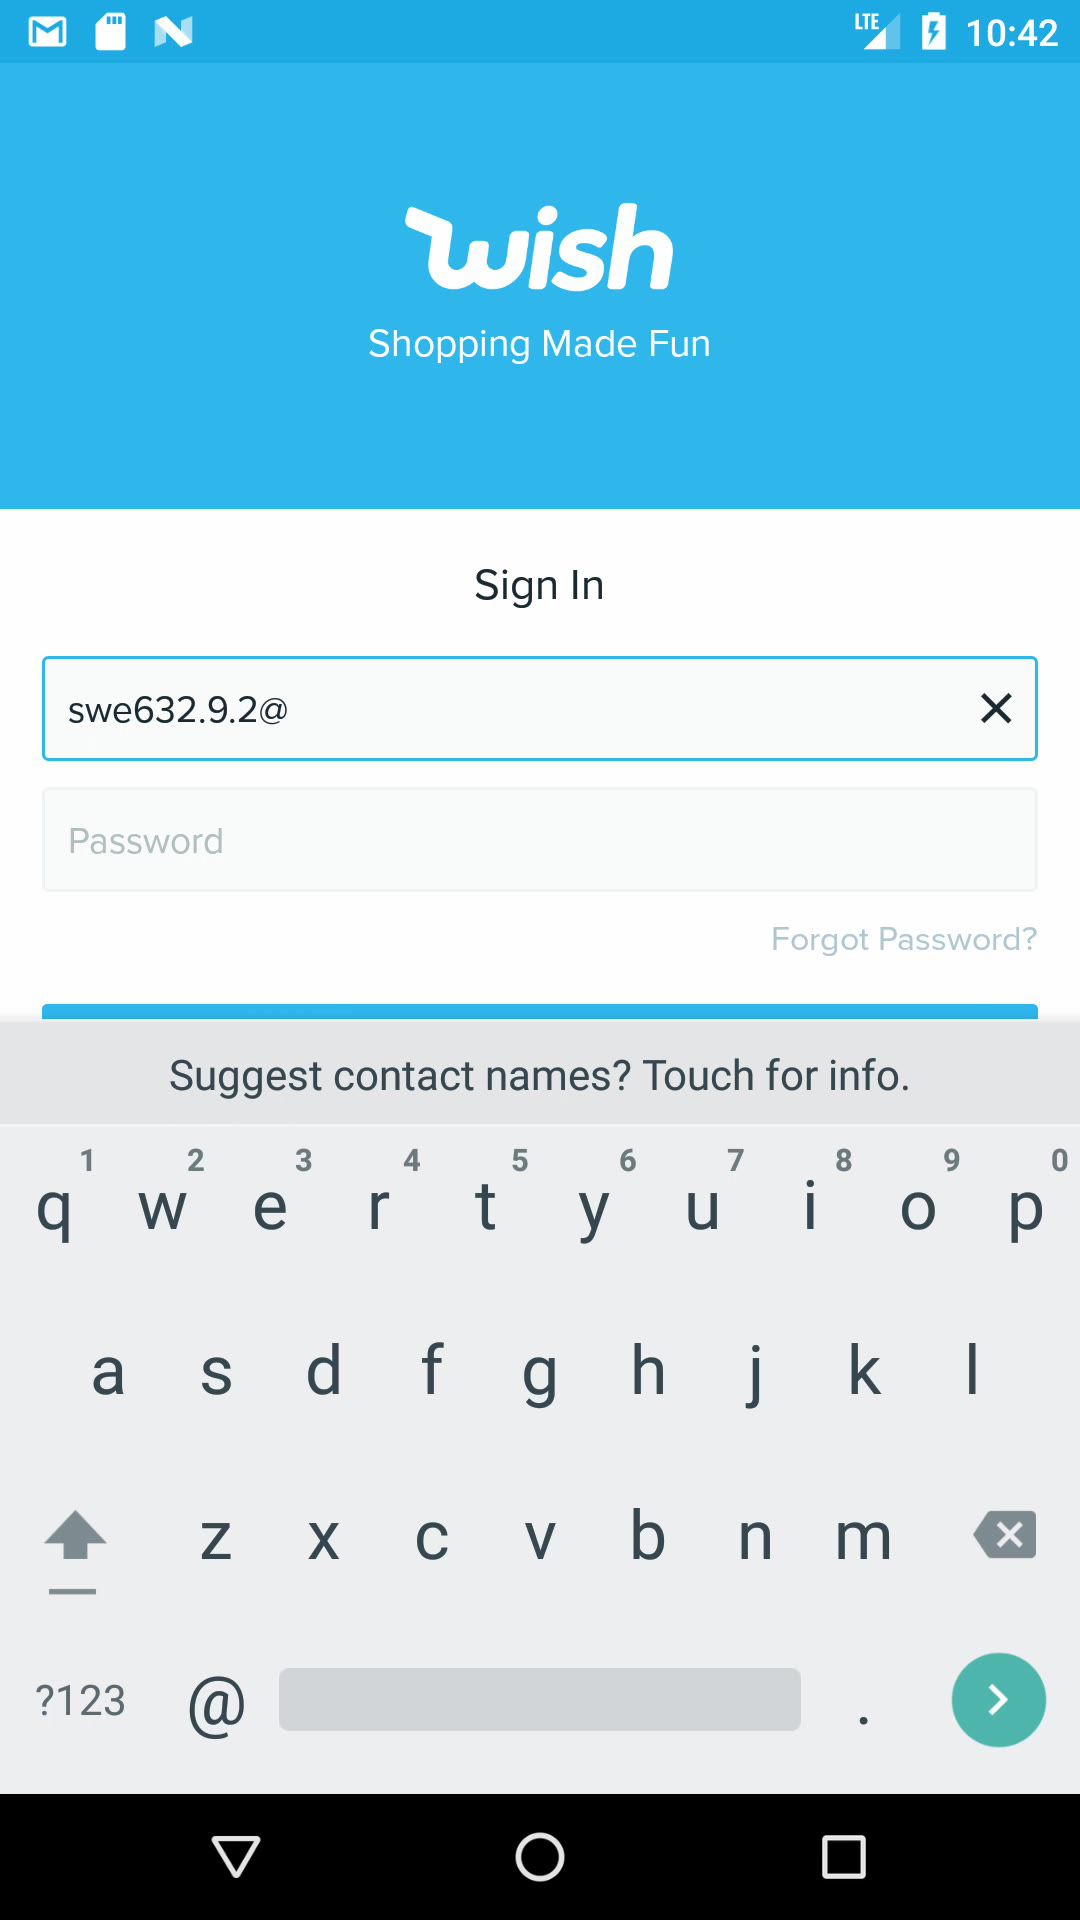 LTE 10:42
wish
Shopping Made Fun
Sign In
swe632.9.2@
Password
Forgot Password?
Suggest contact names? Touch for info.
1 2 3 4 5 6 7 8 9 0
q w e r t y u i o p
a s d f g h j k l
z x c v b n m
?123 @ .